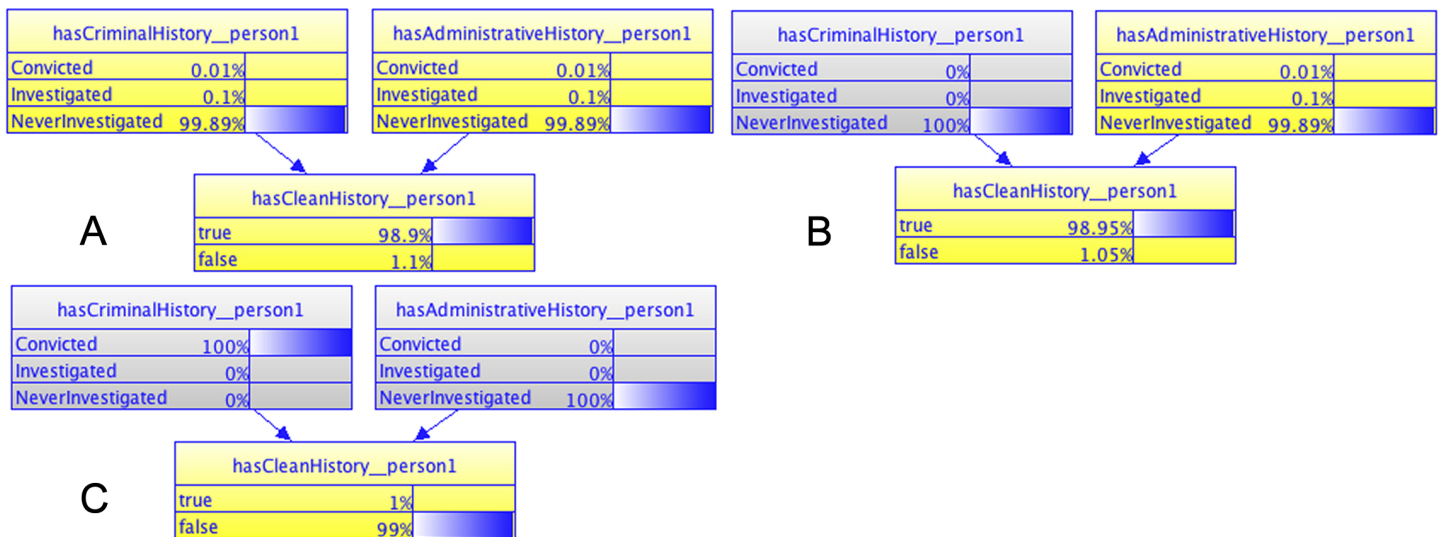 hasCriminalHistory__person1
Convicted 0.01%
Investigated 0.1%
NeverInvestigated 99.89%
hasAdministrativeHistory__person1
Convicted 0.01%
Investigated 0.1%
NeverInvestigated 99.89%
hasCleanHistory__person1
true 98.9%
false 1.1%
A
hasCriminalHistory__person1
Convicted 0%
Investigated 0%
NeverInvestigated 100%
hasAdministrativeHistory__person1
Convicted 0.01%
Investigated 0.1%
NeverInvestigated 99.89%
hasCleanHistory__person1
true 98.95%
false 1.05%
B
hasCriminalHistory__person1
Convicted 100%
Investigated 0%
NeverInvestigated 0%
hasAdministrativeHistory__person1
Convicted 0%
Investigated 0%
NeverInvestigated 100%
hasCleanHistory__person1
true 1%
false 99%
C